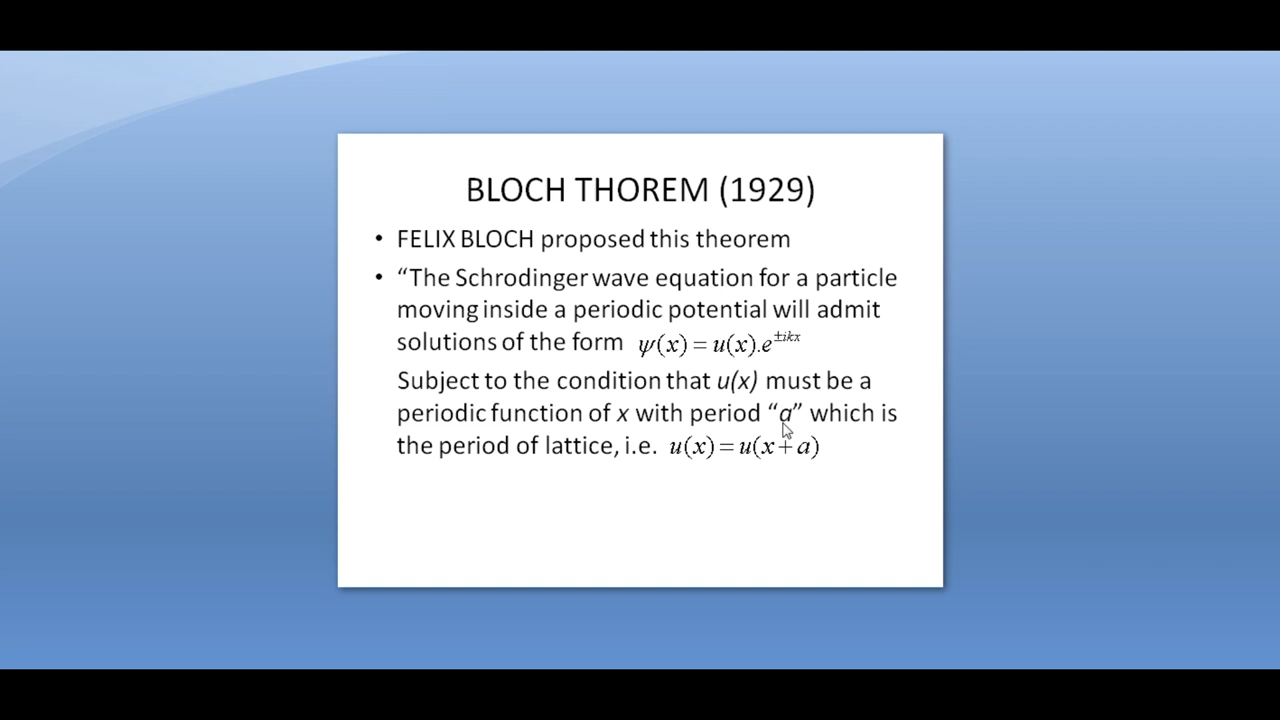 BLOCH THOREM (1929)
• FELIX BLOCH proposed this theorem
• “The Schrodinger wave equation for a particle
moving inside a periodic potential will admit
solutions of the form ψ(x) = u(x).e^{±ikx}
Subject to the condition that u(x) must be a
periodic function of x with period “a” which is
the period of lattice, i.e. u(x) = u(x + a)